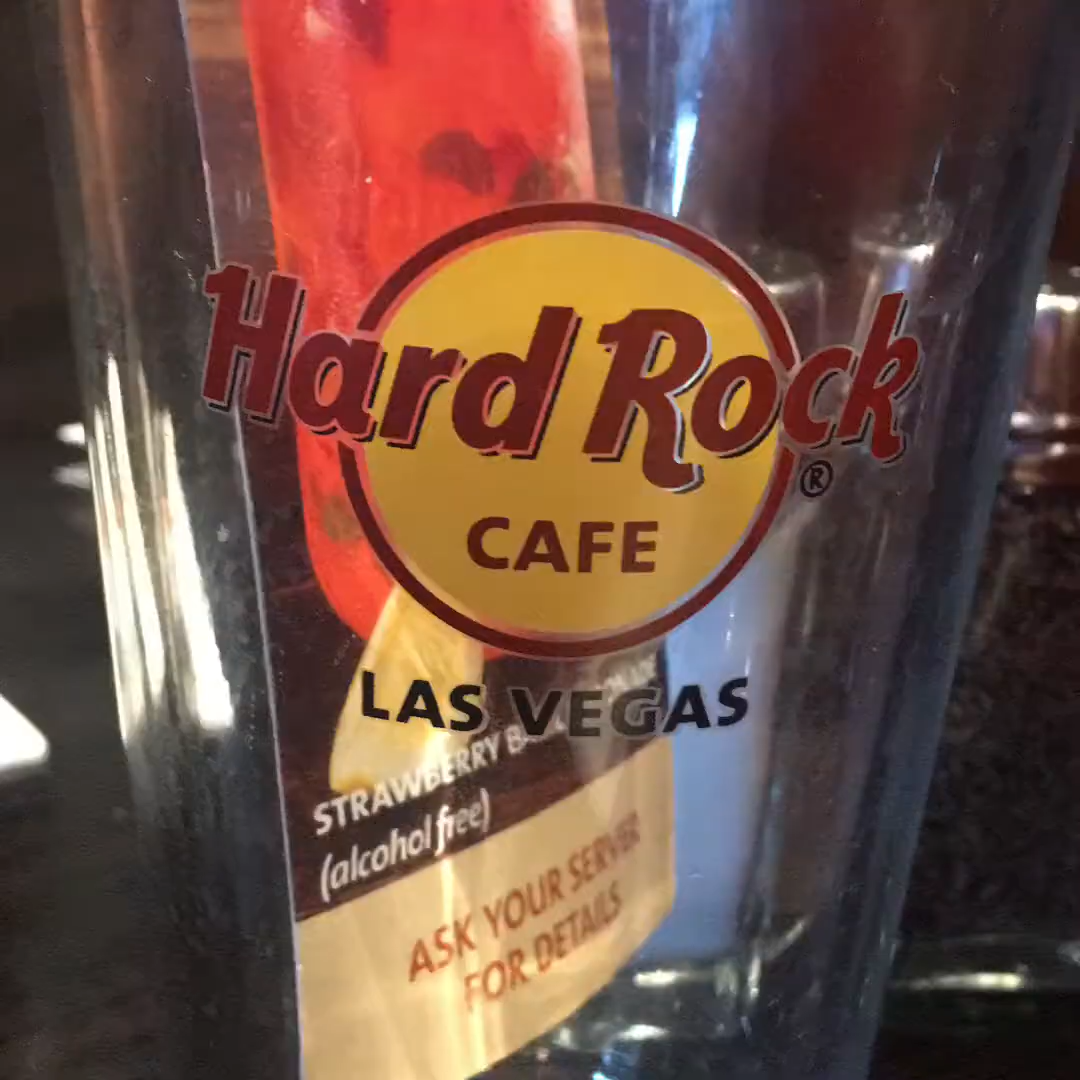 Hard Rock
®
CAFE
LAS VEGAS
STRAWBERRY
(alcohol free)
ASK YOUR SERVER
FOR DETAILS